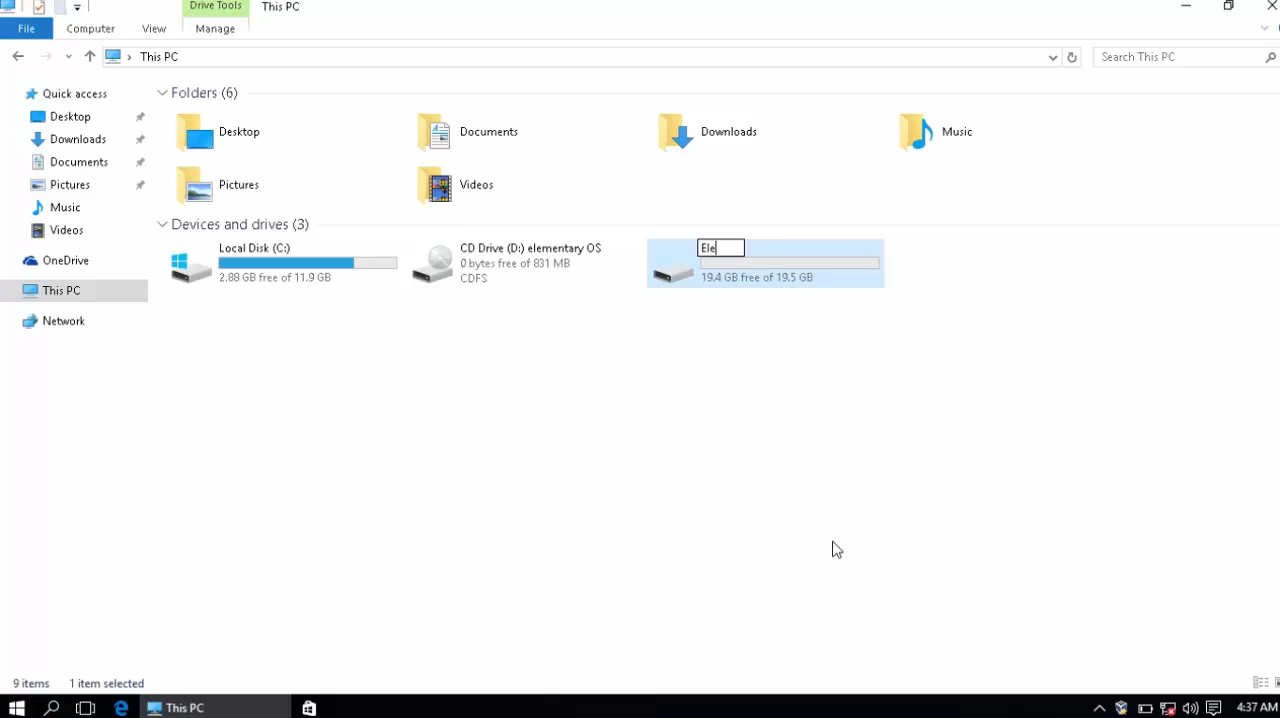 Drive Tools
This PC
File
Computer
View
Manage
This PC
Search This PC
Quick access
Desktop
Downloads
Documents
Pictures
Music
Videos
OneDrive
This PC
Network
Folders (6)
Desktop
Documents
Downloads
Music
Pictures
Videos
Devices and drives (3)
Local Disk (C:)
2.88 GB free of 11.9 GB
CD Drive (D:) elementary OS
0 bytes free of 831 MB
CDFS
Ele
19.4 GB free of 19.5 GB
9 items
1 item selected
This PC
4:37 AM